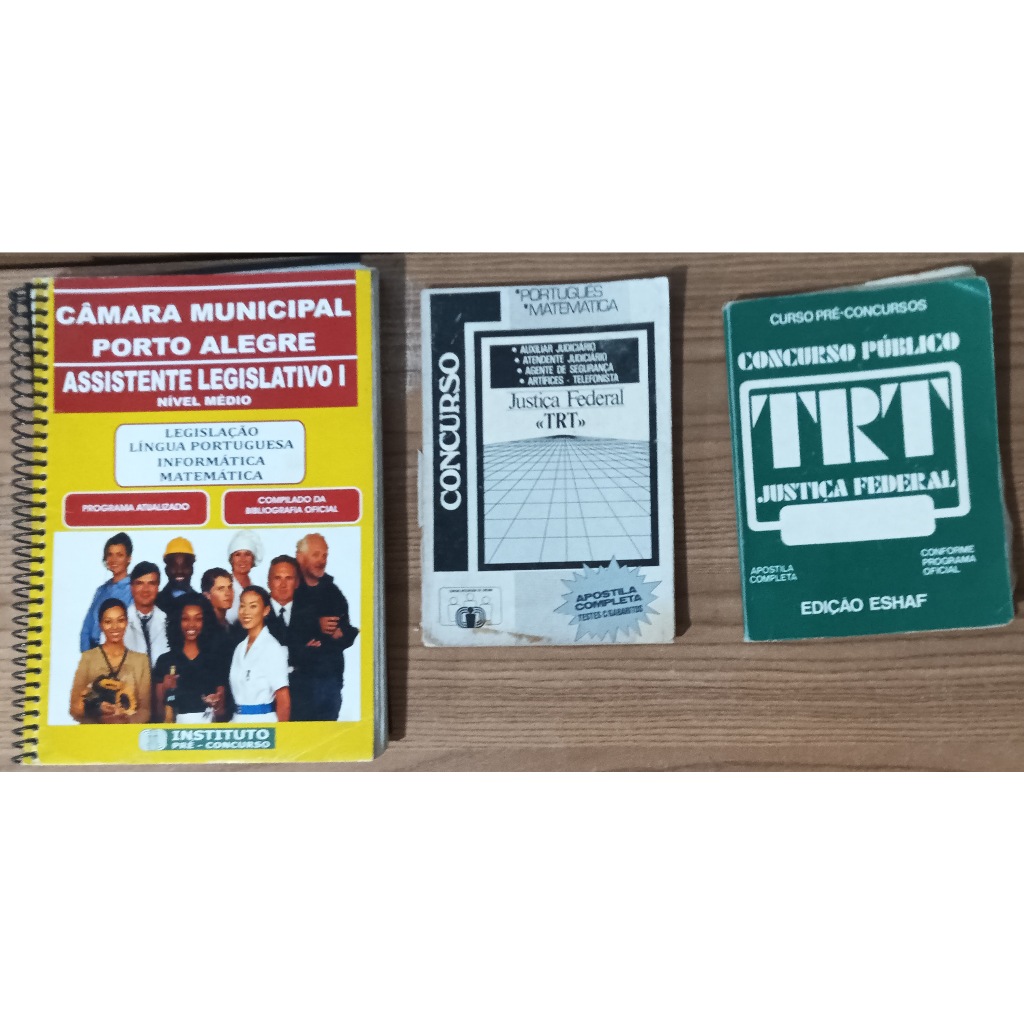 CÂMARA MUNICIPAL
PORTO ALEGRE
ASSISTENTE LEGISLATIVO I
NÍVEL MÉDIO
LEGISLAÇÃO
LÍNGUA PORTUGUESA
INFORMÁTICA
MATEMÁTICA
PROGRAMA ATUALIZADO
COMPILADO DA
BIBLIOGRAFIA OFICIAL
INSTITUTO
PRÉ - CONCURSO
CONCURSO
*PORTUGUÊS
*MATEMÁTICA
• AUXILIAR JUDICIÁRIO
• ATENDENTE JUDICIÁRIO
• AGENTE DE SEGURANÇA
• ARTÍFICES - TELEFONISTA
Justiça Federal
«TRT»
APOSTILA
COMPLETA
TESTES C/GABARITOS
CURSO PRÉ-CONCURSOS
CONCURSO PÚBLICO
TRT
JUSTIÇA FEDERAL
APOSTILA
COMPLETA
CONFORME
PROGRAMA
OFICIAL
EDIÇÃO ESHAF